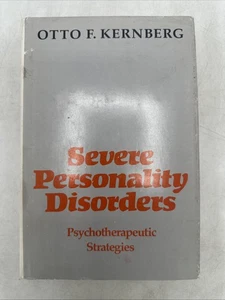 OTTO F. KERNBERG
Severe
Personality
Disorders
Psychotherapeutic
Strategies